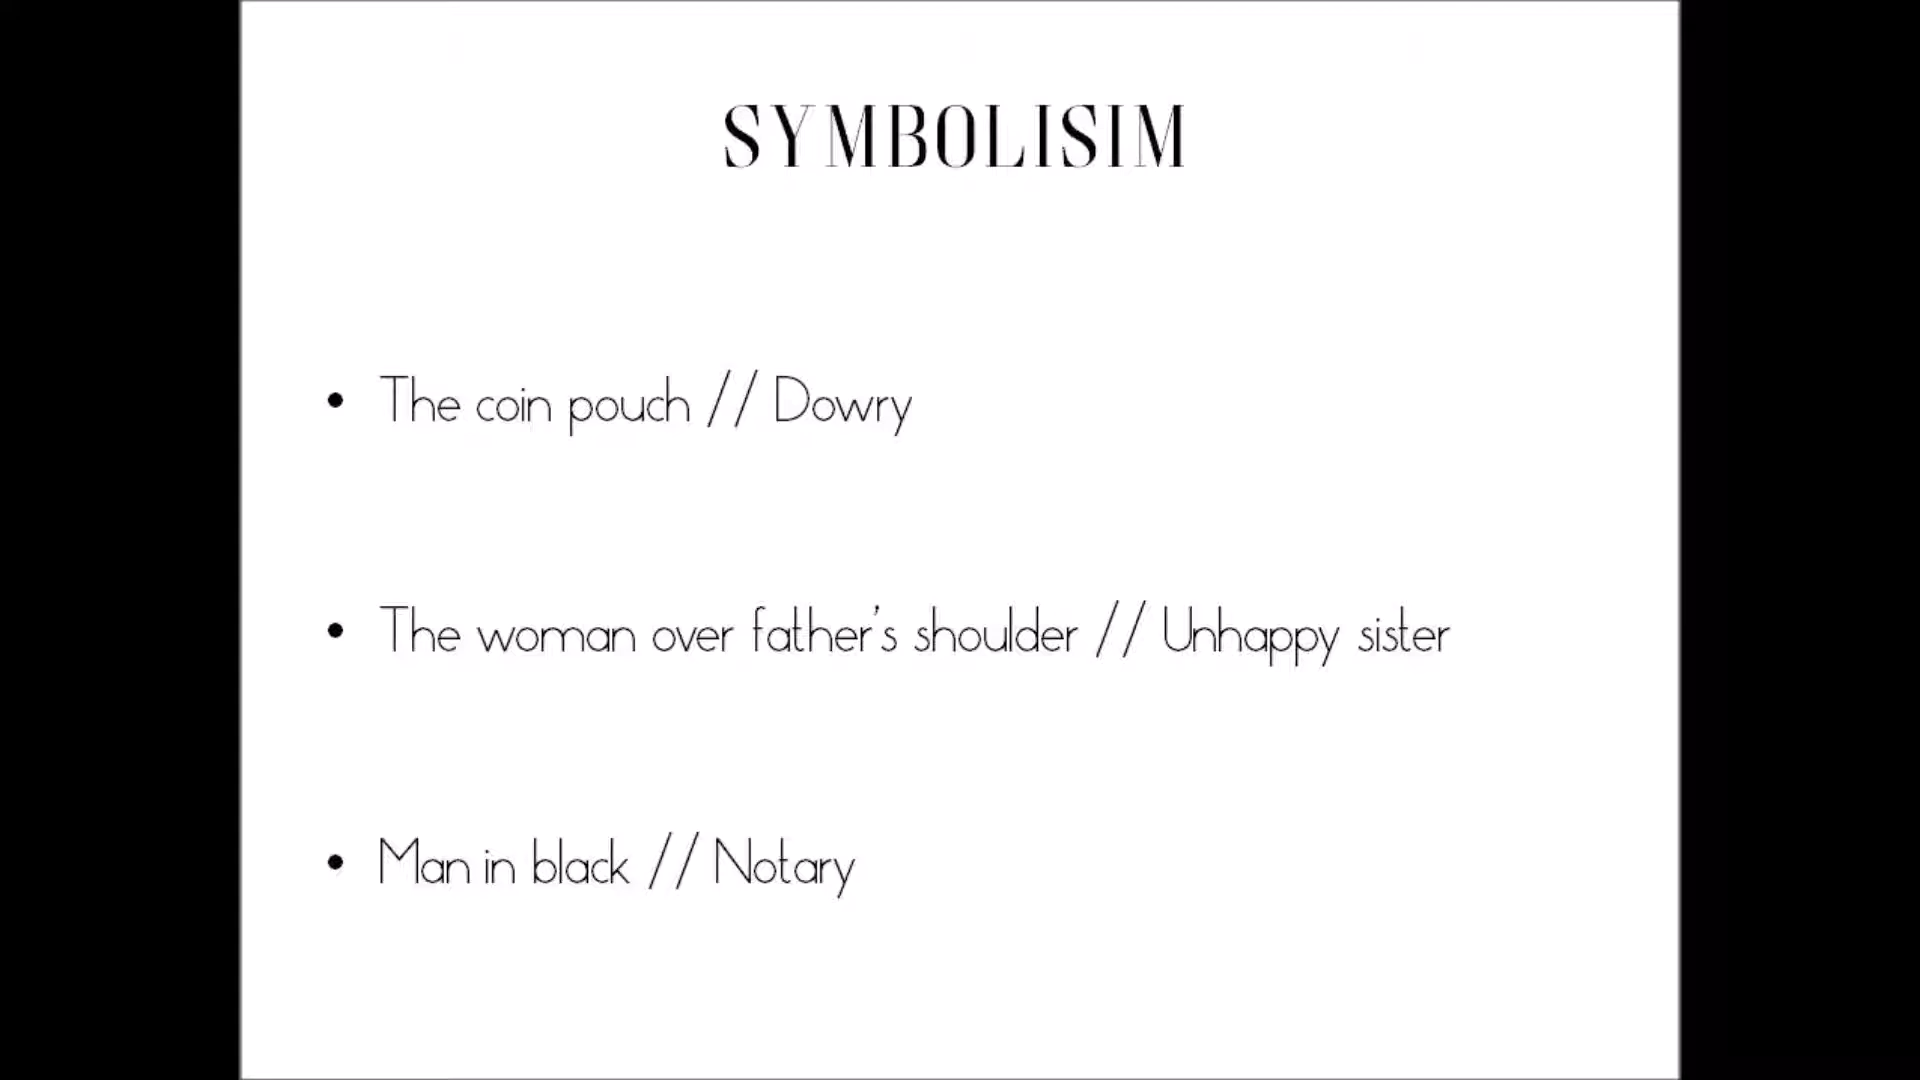 SYMBOLISIM
• The coin pouch // Dowry
• The woman over father's shoulder // Unhappy sister
• Man in black // Notary